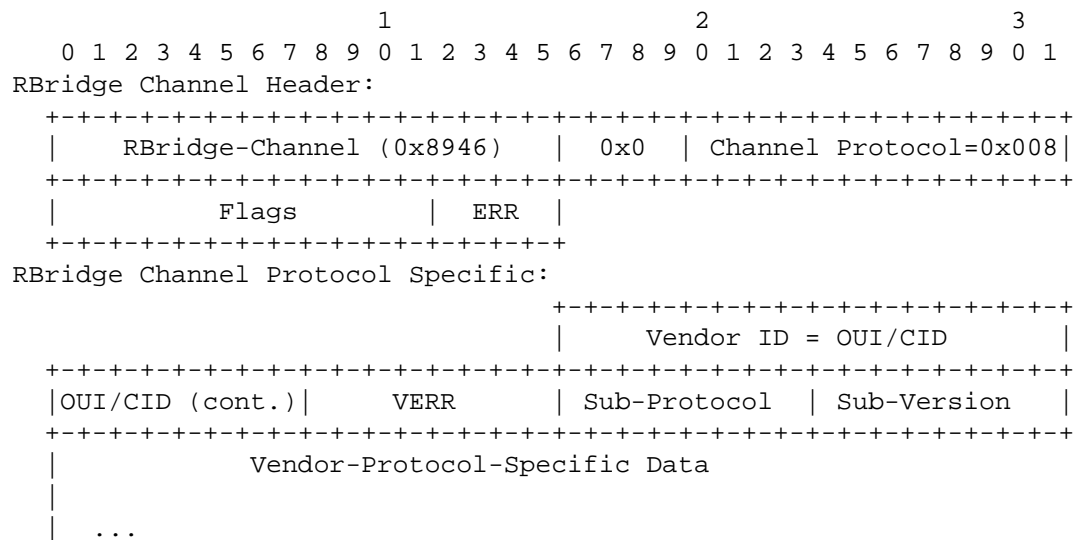 1                   2                   3
    0 1 2 3 4 5 6 7 8 9 0 1 2 3 4 5 6 7 8 9 0 1 2 3 4 5 6 7 8 9 0 1
RBridge Channel Header:
   +-+-+-+-+-+-+-+-+-+-+-+-+-+-+-+-+-+-+-+-+-+-+-+-+-+-+-+-+-+-+-+-+
   |    RBridge-Channel (0x8946)   |  0x0  | Channel Protocol=0x008|
   +-+-+-+-+-+-+-+-+-+-+-+-+-+-+-+-+-+-+-+-+-+-+-+-+-+-+-+-+-+-+-+-+
   |          Flags        |  ERR  |
   +-+-+-+-+-+-+-+-+-+-+-+-+-+-+-+-+
RBridge Channel Protocol Specific:
                                   +-+-+-+-+-+-+-+-+-+-+-+-+-+-+-+-+
                                   |     Vendor ID = OUI/CID       |
   +-+-+-+-+-+-+-+-+-+-+-+-+-+-+-+-+-+-+-+-+-+-+-+-+-+-+-+-+-+-+-+-+
   |OUI/CID (cont.)|     VERR      | Sub-Protocol  | Sub-Version   |
   +-+-+-+-+-+-+-+-+-+-+-+-+-+-+-+-+-+-+-+-+-+-+-+-+-+-+-+-+-+-+-+-+
   |            Vendor-Protocol-Specific Data
   |
   |  ...